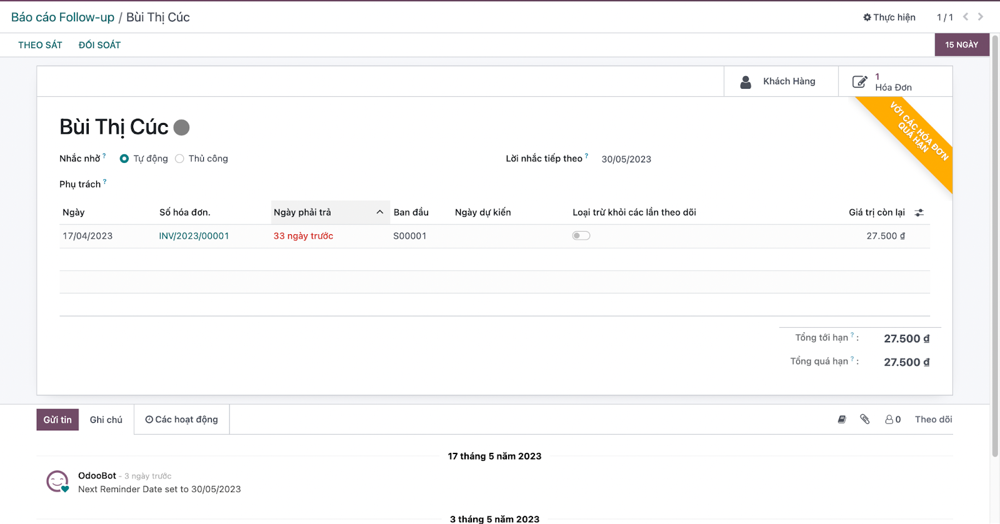 Báo cáo Follow-up / Bùi Thị Cúc
Thực hiện
1 / 1
THEO SÁT ĐỐI SOÁT
15 NGÀY
Khách Hàng
1
Hóa Đơn
VỚI CÁC HÓA ĐƠN
QUÁ HẠN
Bùi Thị Cúc
Nhắc nhở ? Tự động Thủ công
Lời nhắc tiếp theo ? 30/05/2023
Phụ trách ?
Ngày Số hóa đơn. Ngày phải trả Ban đầu Ngày dự kiến Loại trừ khỏi các lần theo dõi Giá trị còn lại
17/04/2023 INV/2023/00001 33 ngày trước S00001 27.500 ₫
Tổng tới hạn ? : 27.500 ₫
Tổng quá hạn ? : 27.500 ₫
Gửi tin Ghi chú Các hoạt động
0 Theo dõi
17 tháng 5 năm 2023
OdooBot - 3 ngày trước
Next Reminder Date set to 30/05/2023
3 tháng 5 năm 2023